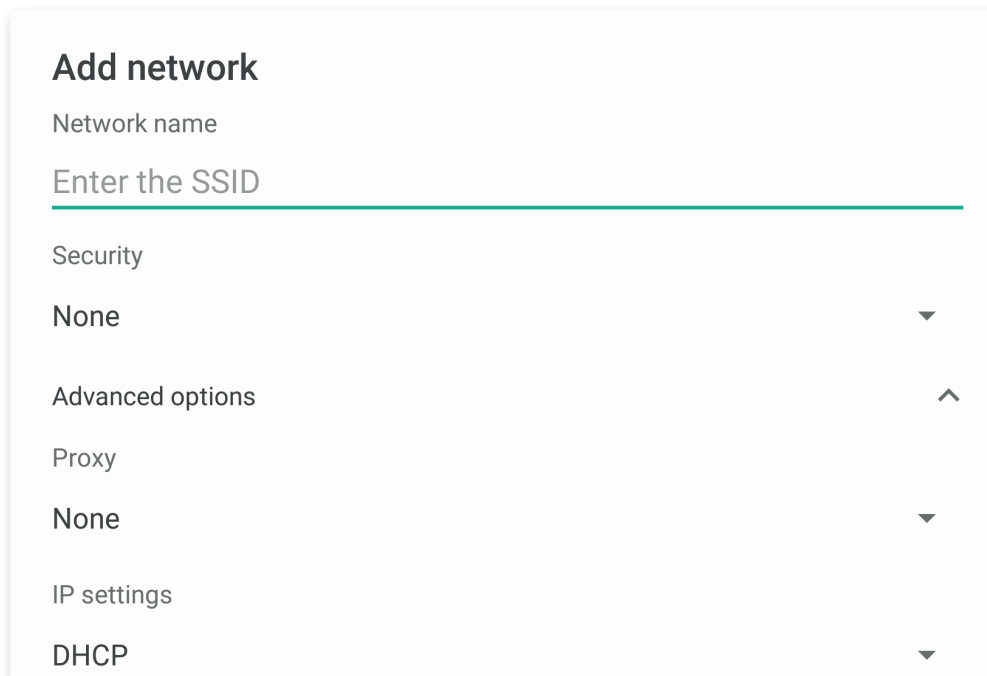 Add network
Network name
Enter the SSID
Security
None
Advanced options
Proxy
None
IP settings
DHCP